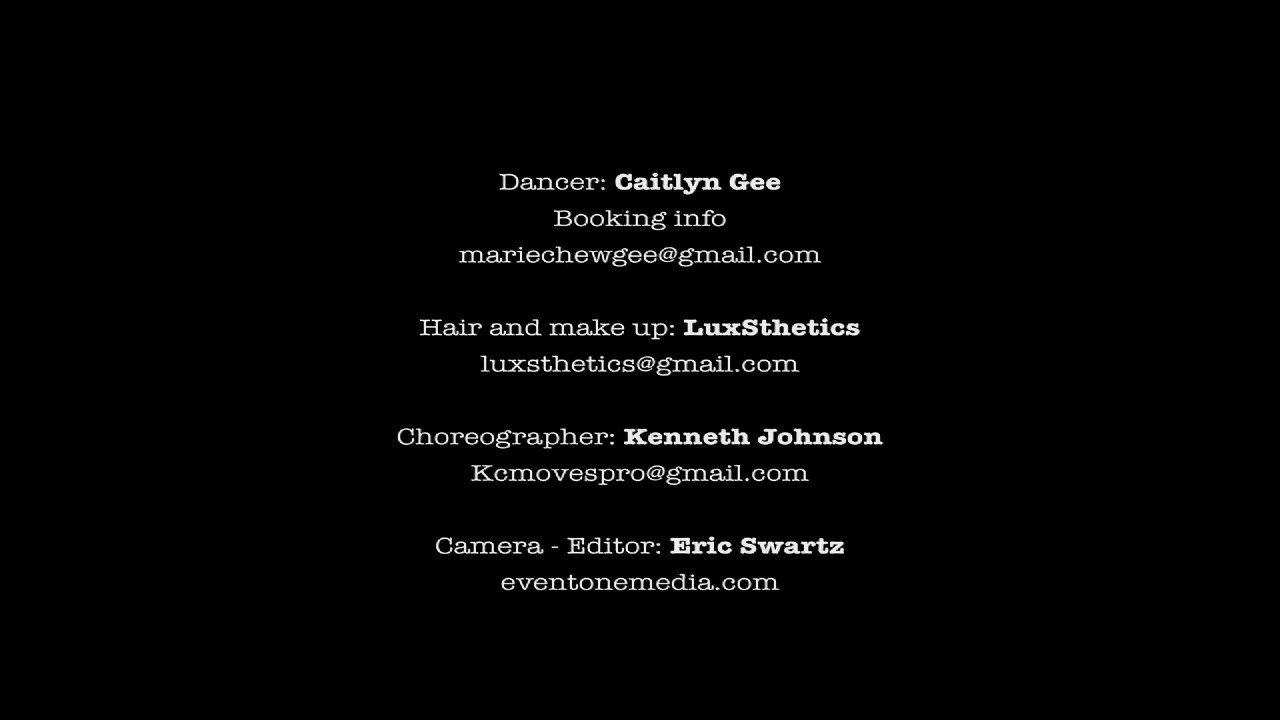 Dancer: Caitlyn Gee
Booking info
mariechewgee@gmail.com
Hair and make up: LuxSthetics
luxsthetics@gmail.com
Choreographer: Kenneth Johnson
Kcmovespro@gmail.com
Camera - Editor: Eric Swartz
eventonemedia.com